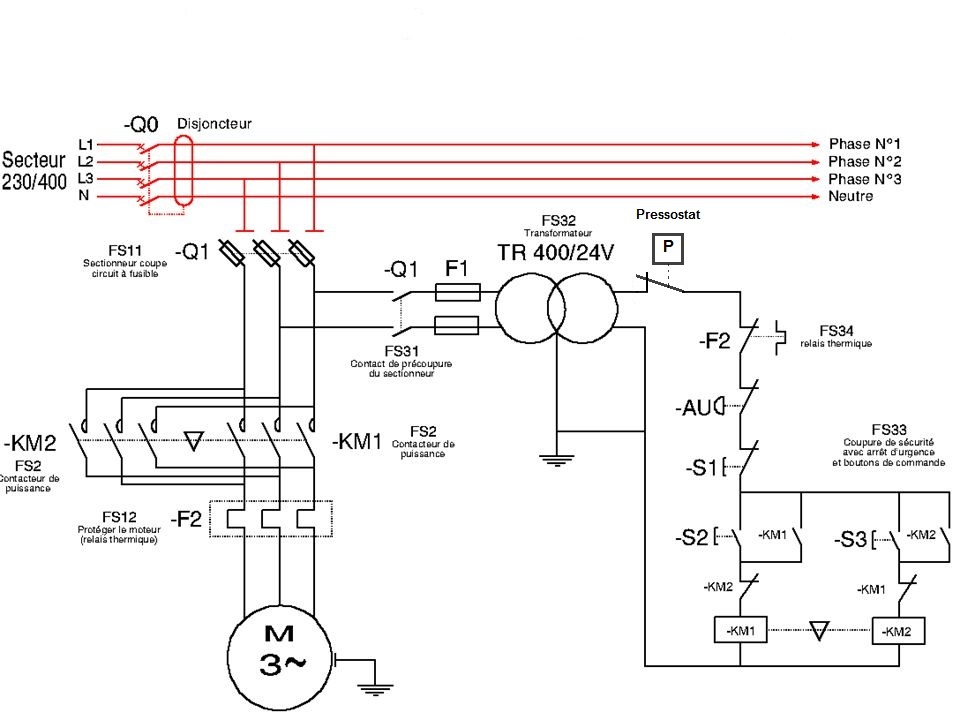 -Q0 Disjoncteur
Secteur
230/400
L1
L2
L3
N
Phase N°1
Phase N°2
Phase N°3
Neutre
FS11
Sectionneur coupe
circuit à fusible
-Q1
-Q1
F1
FS31
Contact de précoupure
du sectionneur
FS32
Transformateur
TR 400/24V
Pressostat
P
-F2
FS34
relais thermique
-AU
-S1
FS33
Coupure de sécurité
avec arrêt d'urgence
et boutons de commande
-KM2
FS2
Contacteur de
puissance
-KM1
FS2
Contacteur de
puissance
FS12
Protéger le moteur
(relais thermique)
-F2
-S2
-KM1
-S3
-KM2
-KM2
-KM1
-KM1
-KM2
M
3~